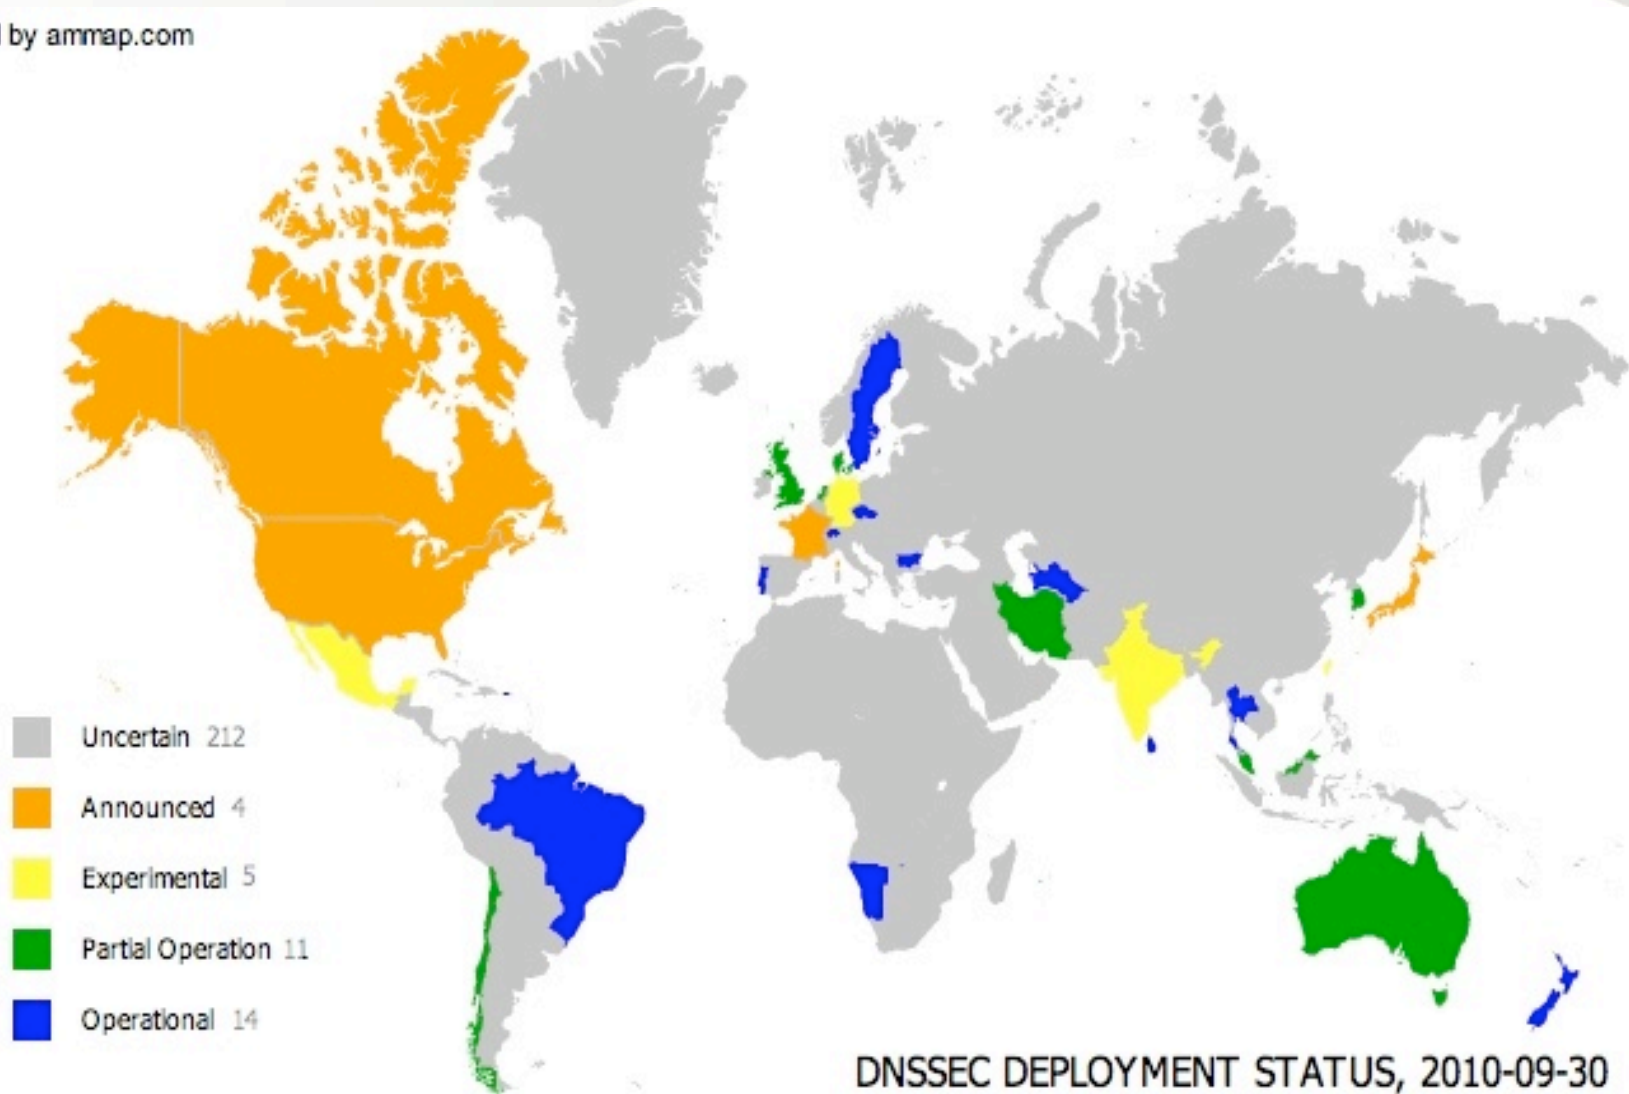 by ammap.com
Uncertain 212
Announced 4
Experimental 5
Partial Operation 11
Operational 14
DNSSEC DEPLOYMENT STATUS, 2010-09-30